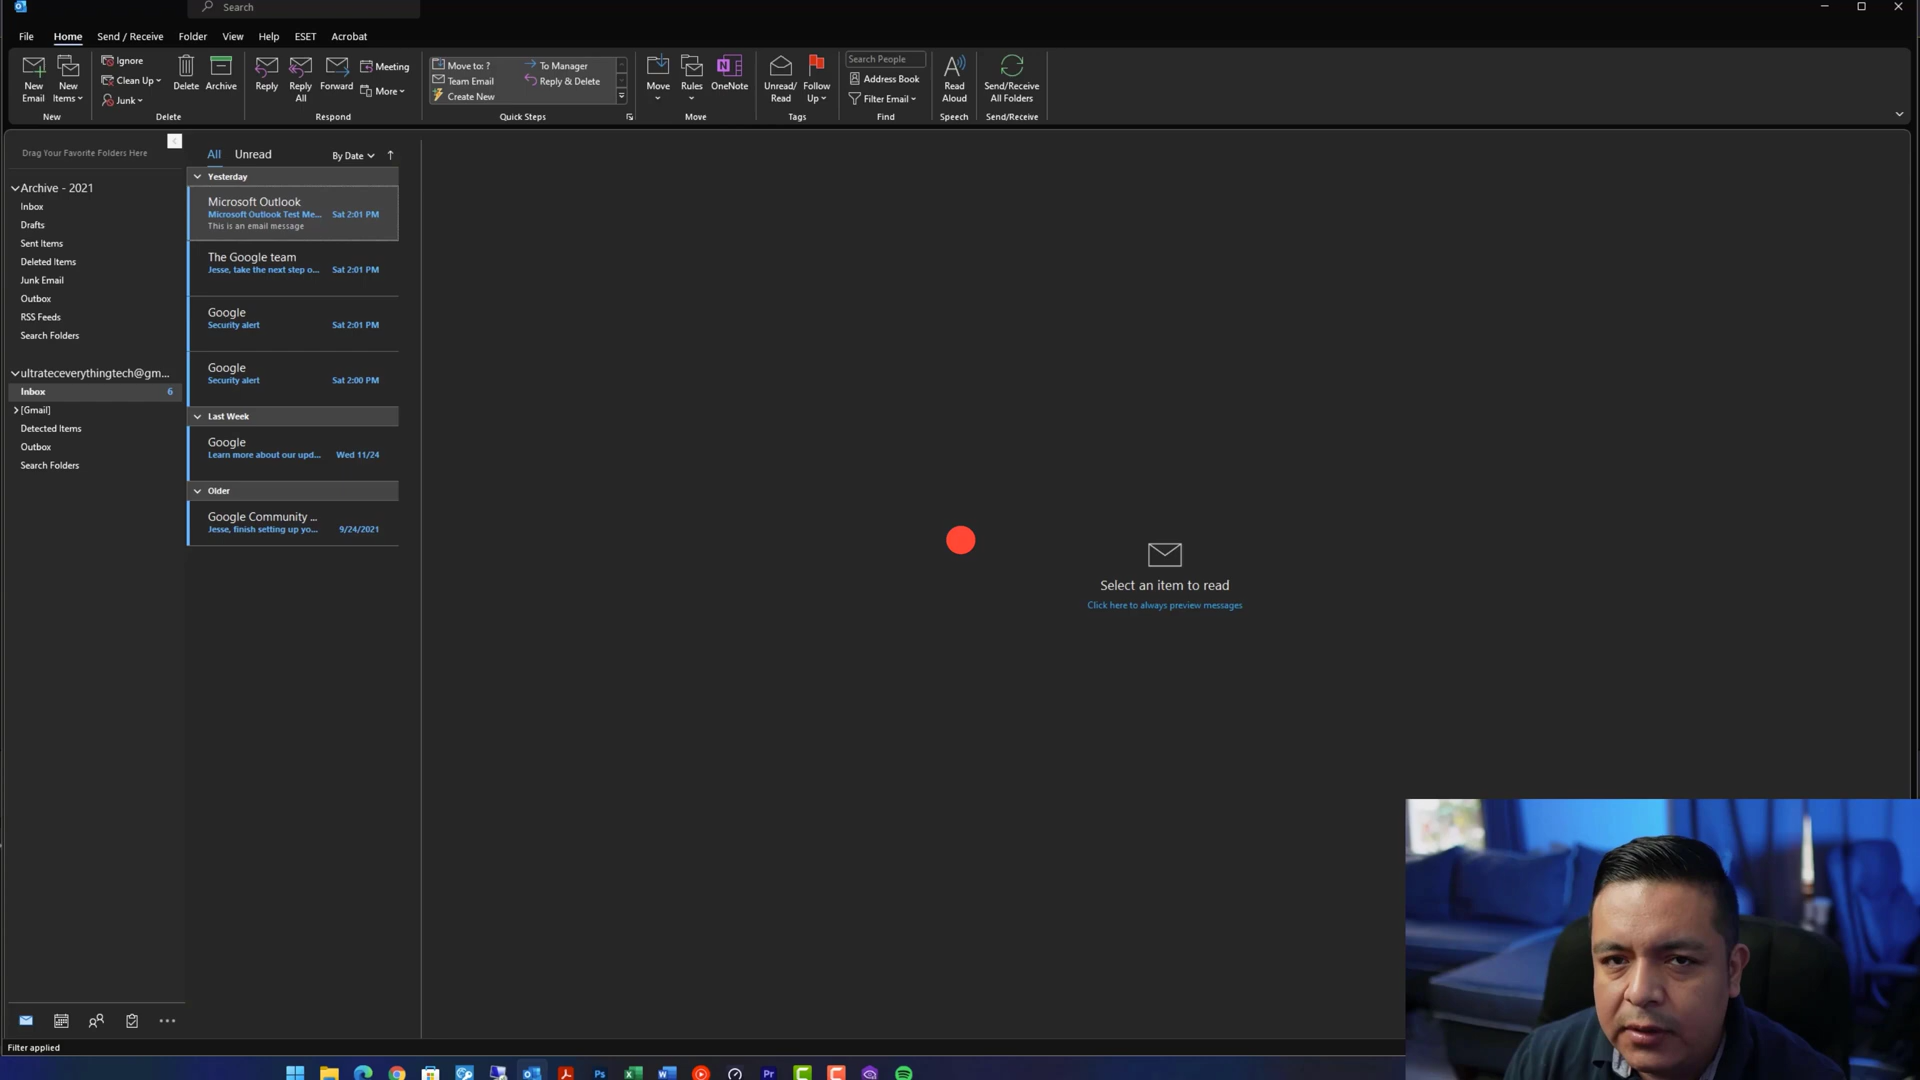 Search
File Home Send / Receive Folder View Help ESET Acrobat
New Email
New Items
Ignore
Clean Up
Junk
Delete
Archive
Reply
Reply All
Forward
Meeting
More
Move to: ?
Team Email
Create New
To Manager
Reply & Delete
Move
Rules
OneNote
Unread/ Read
Follow Up
Search People
Address Book
Filter Email
Read Aloud
Send/Receive All Folders
New Delete Respond Quick Steps Move Tags Find Speech Send/Receive
Drag Your Favorite Folders Here
Archive - 2021
Inbox
Drafts
Sent Items
Deleted Items
Junk Email
Outbox
RSS Feeds
Search Folders
ultrateceverythingtech@gm...
Inbox 6
[Gmail]
Detected Items
Outbox
Search Folders
All Unread By Date
Yesterday
Microsoft Outlook
Microsoft Outlook Test Me... Sat 2:01 PM
This is an email message
The Google team
Jesse, take the next step o... Sat 2:01 PM
Google
Security alert Sat 2:01 PM
Google
Security alert Sat 2:00 PM
Last Week
Google
Learn more about our upd... Wed 11/24
Older
Google Community ...
Jesse, finish setting up yo... 9/24/2021
Select an item to read
Click here to always preview messages
Filter applied